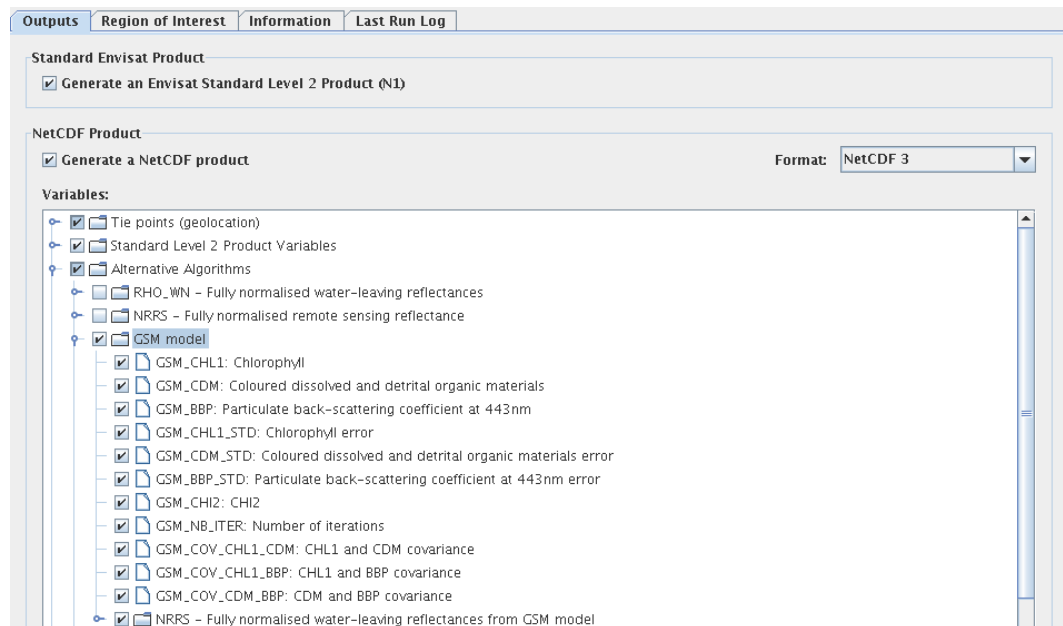 Outputs Region of Interest Information Last Run Log
Standard Envisat Product
Generate an Envisat Standard Level 2 Product (N1)
NetCDF Product
Generate a NetCDF product Format: NetCDF 3
Variables:
Tie points (geolocation)
Standard Level 2 Product Variables
Alternative Algorithms
RHO_WN – Fully normalised water-leaving reflectances
NRRS – Fully normalised remote sensing reflectance
GSM model
GSM_CHL1: Chlorophyll
GSM_CDM: Coloured dissolved and detrital organic materials
GSM_BBP: Particulate back-scattering coefficient at 443nm
GSM_CHL1_STD: Chlorophyll error
GSM_CDM_STD: Coloured dissolved and detrital organic materials error
GSM_BBP_STD: Particulate back-scattering coefficient at 443nm error
GSM_CHI2: CHI2
GSM_NB_ITER: Number of iterations
GSM_COV_CHL1_CDM: CHL1 and CDM covariance
GSM_COV_CHL1_BBP: CHL1 and BBP covariance
GSM_COV_CDM_BBP: CDM and BBP covariance
NRRS – Fully normalised water-leaving reflectances from GSM model